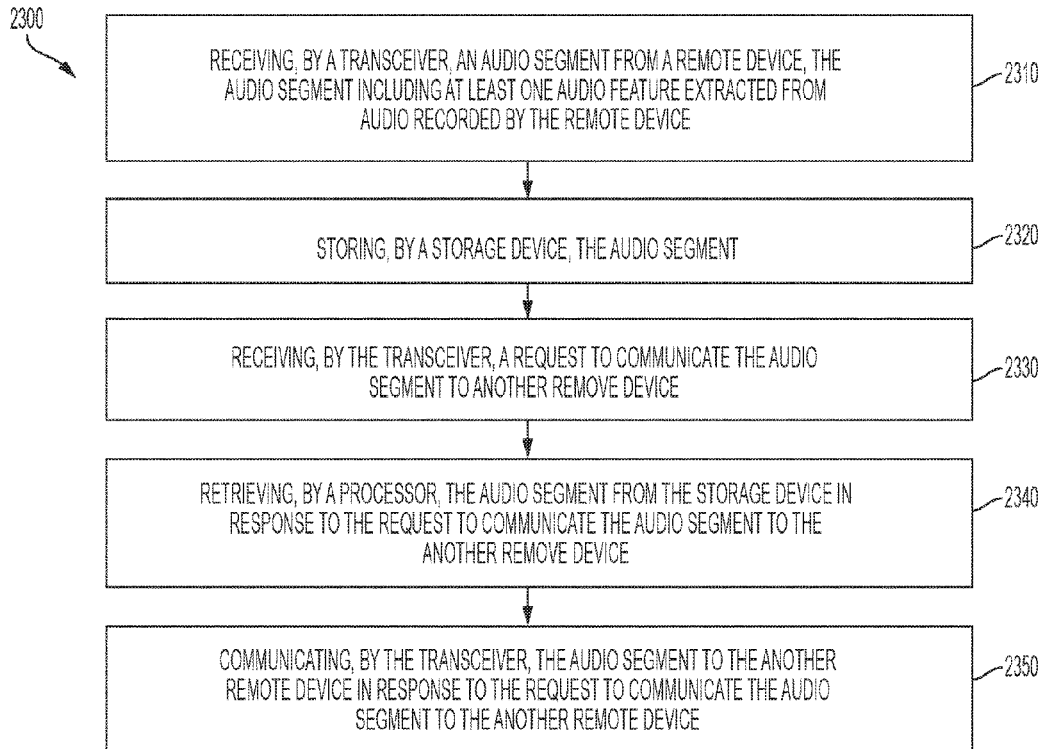 2300
RECEIVING, BY A TRANSCEIVER, AN AUDIO SEGMENT FROM A REMOTE DEVICE, THE
AUDIO SEGMENT INCLUDING AT LEAST ONE AUDIO FEATURE EXTRACTED FROM
AUDIO RECORDED BY THE REMOTE DEVICE
2310
STORING, BY A STORAGE DEVICE, THE AUDIO SEGMENT
2320
RECEIVING, BY THE TRANSCEIVER, A REQUEST TO COMMUNICATE THE AUDIO
SEGMENT TO ANOTHER REMOVE DEVICE
2330
RETRIEVING, BY A PROCESSOR, THE AUDIO SEGMENT FROM THE STORAGE DEVICE IN
RESPONSE TO THE REQUEST TO COMMUNICATE THE AUDIO SEGMENT TO THE
ANOTHER REMOVE DEVICE
2340
COMMUNICATING, BY THE TRANSCEIVER, THE AUDIO SEGMENT TO THE ANOTHER
REMOTE DEVICE IN RESPONSE TO THE REQUEST TO COMMUNICATE THE AUDIO
SEGMENT TO THE ANOTHER REMOTE DEVICE
2350